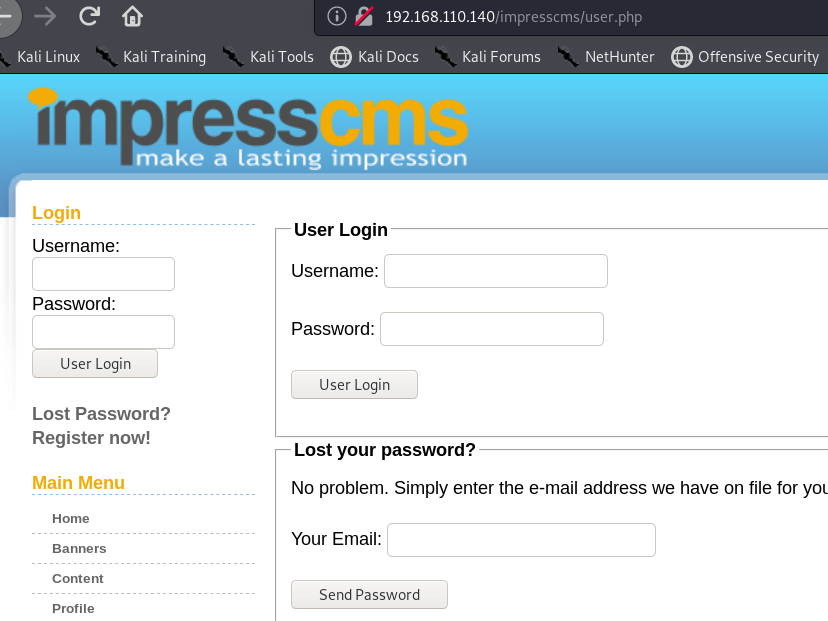 192.168.110.140/impresscms/user.php
Kali Linux Kali Training Kali Tools Kali Docs Kali Forums NetHunter Offensive Security
impresscms
make a lasting impression
Login
Username:
Password:
User Login
Lost Password?
Register now!
Main Menu
Home
Banners
Content
Profile
User Login
Username:
Password:
User Login
Lost your password?
No problem. Simply enter the e-mail address we have on file for you
Your Email:
Send Password